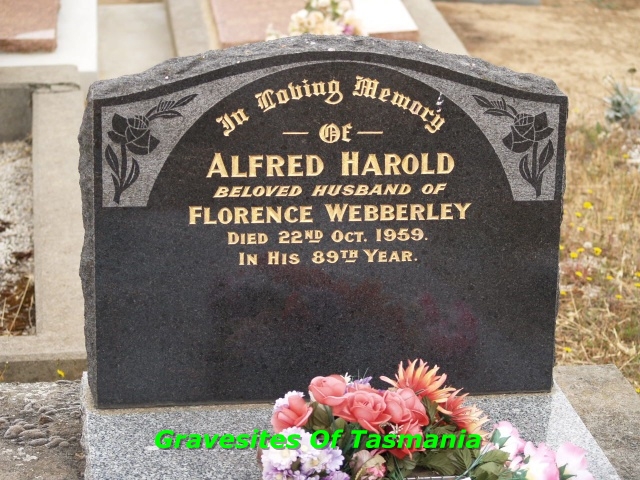 In Loving Memory
— Of —
ALFRED HAROLD
BELOVED HUSBAND OF
FLORENCE WEBBERLEY
DIED 22ND OCT. 1959.
IN HIS 89TH YEAR.
Gravesites Of Tasmania